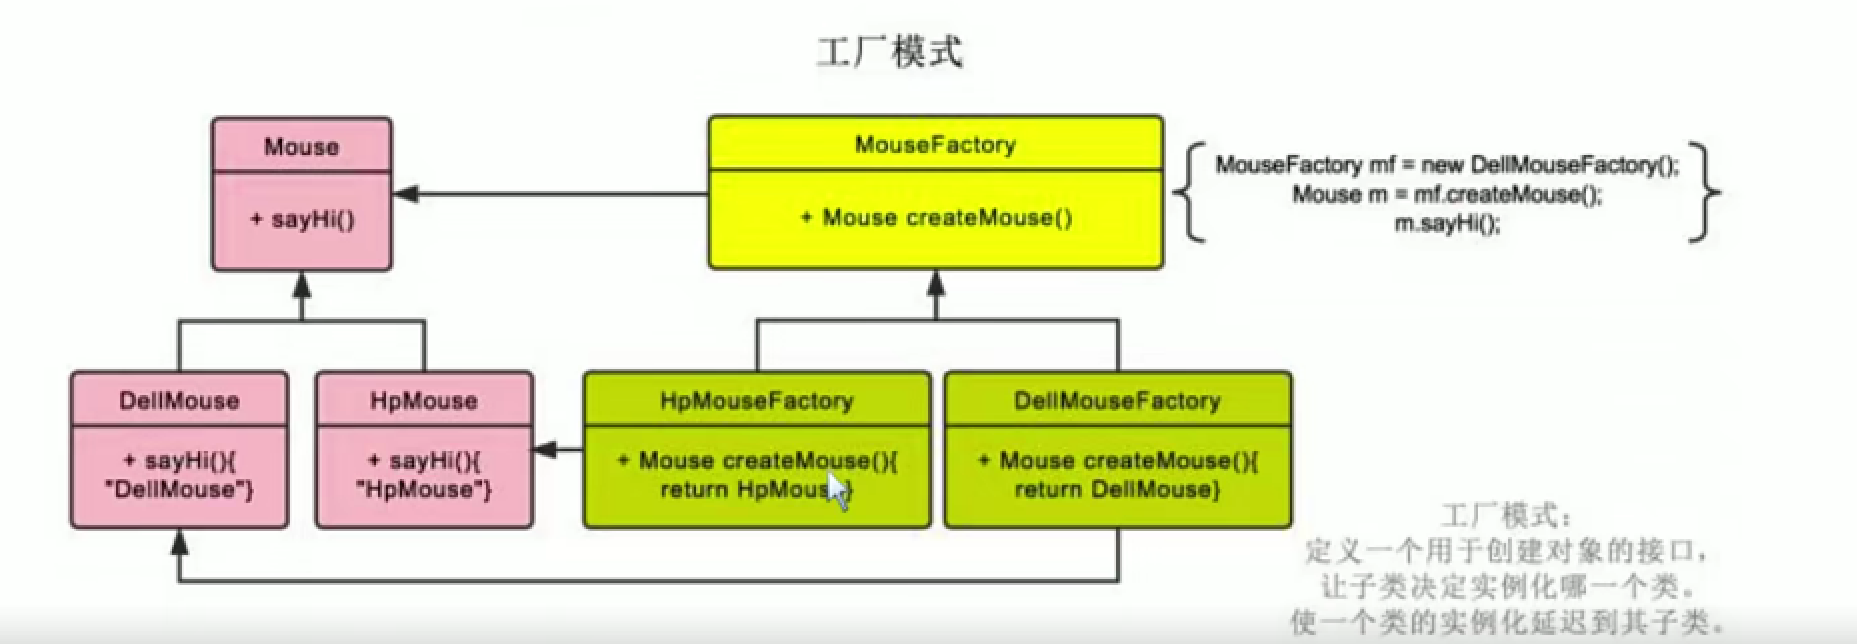 工厂模式
Mouse
+ sayHi()
MouseFactory
+ Mouse createMouse()
MouseFactory mf = new DellMouseFactory();
Mouse m = mf.createMouse();
m.sayHi();
DellMouse
+ sayHi(){
"DellMouse"}
HpMouse
+ sayHi(){
"HpMouse"}
HpMouseFactory
+ Mouse createMouse(){
return HpMouse}
DellMouseFactory
+ Mouse createMouse(){
return DellMouse}
工厂模式：
定义一个用于创建对象的接口，
让子类决定实例化哪一个类。
使一个类的实例化延迟到其子类。